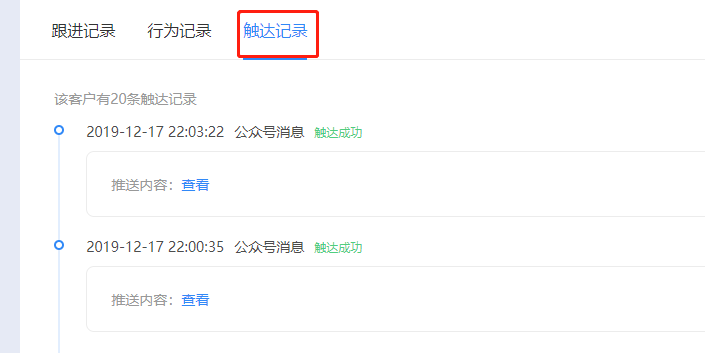 跟进记录 行为记录 触达记录
该客户有20条触达记录
2019-12-17 22:03:22 公众号消息 触达成功
推送内容：查看
2019-12-17 22:00:35 公众号消息 触达成功
推送内容：查看